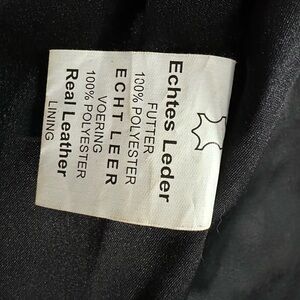 Echtes Leder
FUTTER
100% POLYESTER
ECHT LEER
VOERING
100% POLYESTER
Real Leather
LINING